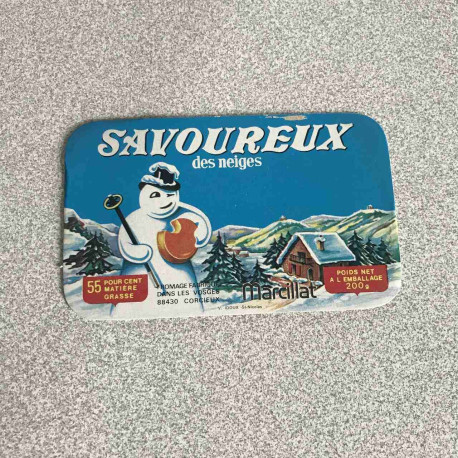 SAVOUREUX
des neiges
55 POUR CENT
MATIÈRE
GRASSE
FROMAGE FABRIQUÉ
DANS LES VOSGES
88430 CORCIEUX
Marcillat
POIDS NET
A L'EMBALLAGE
200g